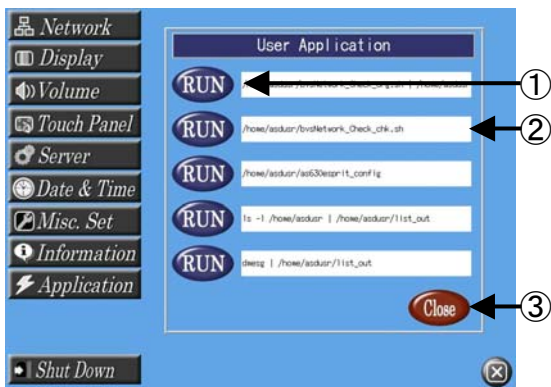 Network
Display
Volume
Touch Panel
Server
Date & Time
Misc. Set
Information
Application
Shut Down
User Application
RUN
①
RUN /home/asdusr/bvsNetwork_Check_chk.sh
②
RUN /home/asdusr/as630esprit_config
RUN ls -l /home/asdusr | /home/asdusr/list_out
RUN dmesg | /home/asdusr/list_out
Close
③